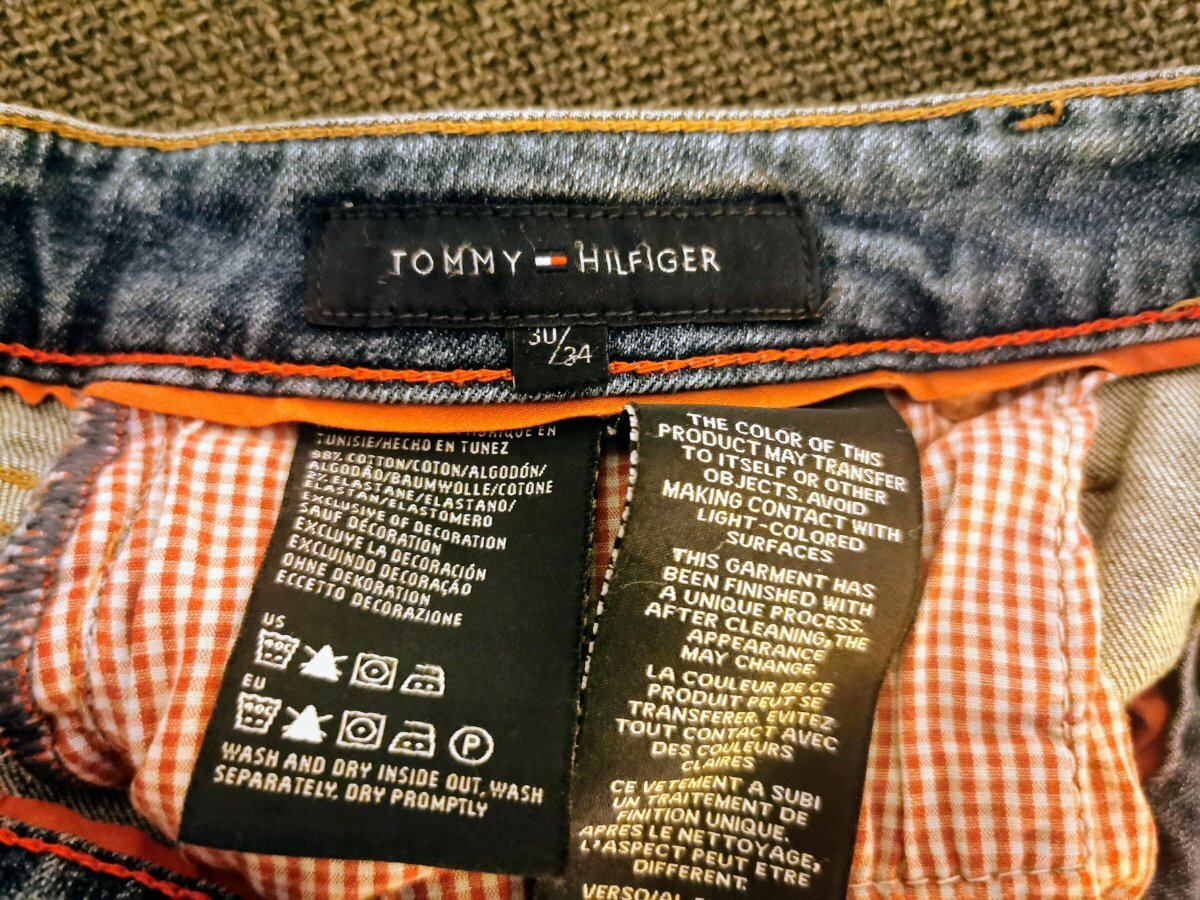 TOMMY HILFIGER
30/34
FABRIQUE EN
TUNISIE/HECHO EN TUNEZ
98% COTTON/COTON/ALGODÓN/
ALGODÃO/BAUMWOLLE/COTONE
2% ELASTANE/ELASTANO/
ELASTAN/ELASTOMERO
EXCLUSIVE OF DECORATION
SAUF DÉCORATION
EXCLUYE LA DECORACIÓN
EXCLUINDO DECORAÇÃO
OHNE DEKORATION
ECCETTO DECORAZIONE
US
EU
WASH AND DRY INSIDE OUT, WASH
SEPARATELY, DRY PROMPTLY
P
THE COLOR OF THIS
PRODUCT MAY TRANSFER
TO ITSELF OR OTHER
OBJECTS. AVOID
MAKING CONTACT WITH
LIGHT-COLORED
SURFACES
THIS GARMENT HAS
BEEN FINISHED WITH
A UNIQUE PROCESS.
AFTER CLEANING, THE
APPEARANCE
MAY CHANGE.
LA COULEUR DE CE
PRODUIT PEUT SE
TRANSFERER. EVITEZ
TOUT CONTACT AVEC
DES COULEURS
CLAIRES
CE VETEMENT A SUBI
UN TRAITEMENT DE
FINITION UNIQUE.
APRES LE NETTOYAGE,
L'ASPECT PEUT ETRE
DIFFERENT.